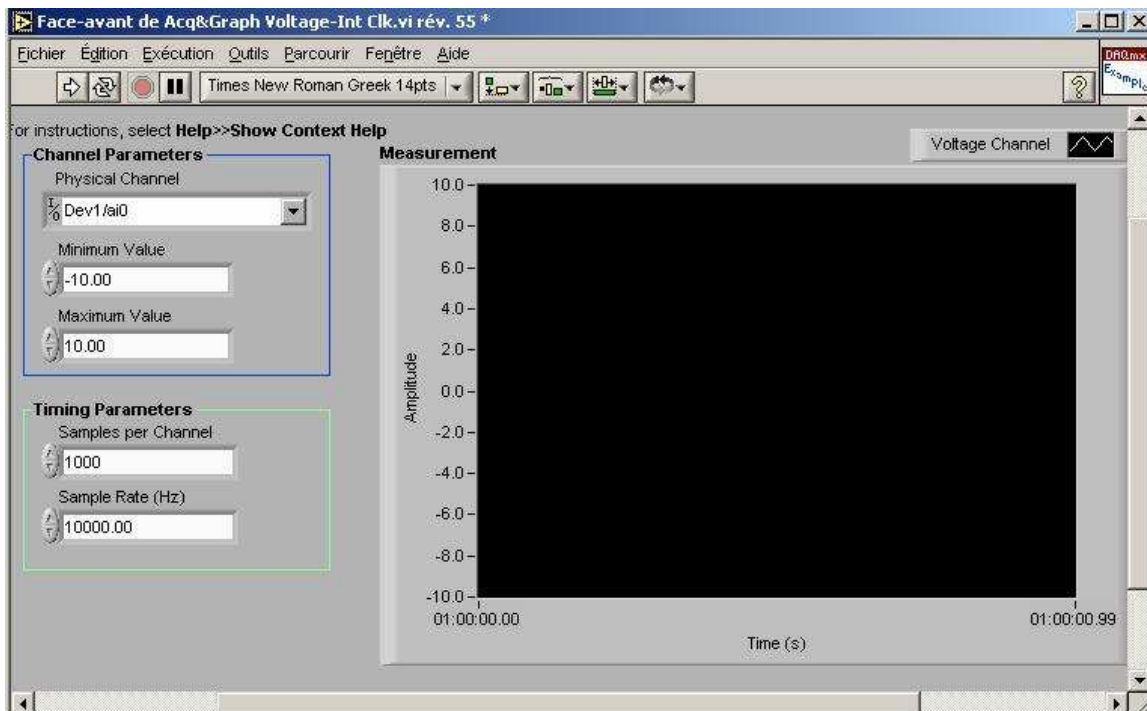 Face-avant de Acq&Graph Voltage-Int Clk.vi rév. 55 *
Fichier Édition Exécution Outils Parcourir Fenêtre Aide
Times New Roman Greek 14pts
DAQmx
Example
For instructions, select Help>>Show Context Help
Channel Parameters
Physical Channel
I/O Dev1/ai0
Minimum Value
-10.00
Maximum Value
10.00
Timing Parameters
Samples per Channel
1000
Sample Rate (Hz)
10000.00
Measurement
Voltage Channel
10.0
8.0
6.0
4.0
2.0
0.0
-2.0
-4.0
-6.0
-8.0
-10.0
Amplitude
01:00:00.00 01:00:00.99
Time (s)